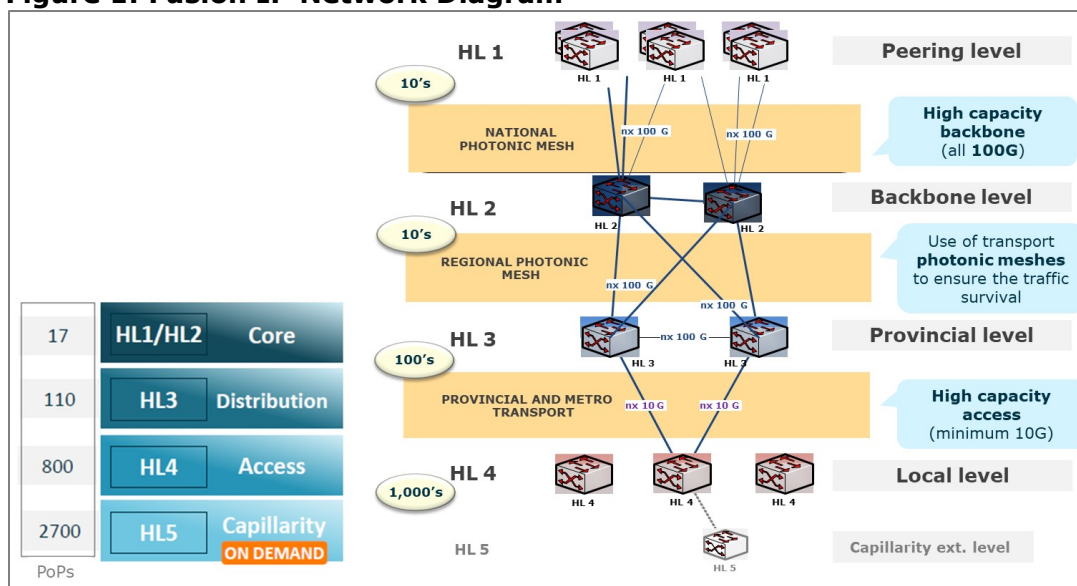 Figure 1: Fusion IP Network Diagram
HL 1
HL 1
HL 1
HL 1
Peering level
10's
NATIONAL
PHOTONIC MESH
nx 100 G
nx 100 G
High capacity
backbone
(all 100G)
HL 2
HL 2
HL 2
Backbone level
10's
REGIONAL PHOTONIC
MESH
nx 100 G
nx 100 G
Use of transport
photonic meshes
to ensure the traffic
survival
HL 3
HL 3
nx 100 G
HL 3
Provincial level
100's
PROVINCIAL AND METRO
TRANSPORT
nx 10 G
nx 10 G
High capacity
access
(minimum 10G)
HL 4
HL 4
HL 4
HL 4
Local level
1,000's
HL 5
HL 5
Capillarity ext. level
17
HL1/HL2
Core
110
HL3
Distribution
800
HL4
Access
2700
HL5
Capillarity
ON DEMAND
PoPs